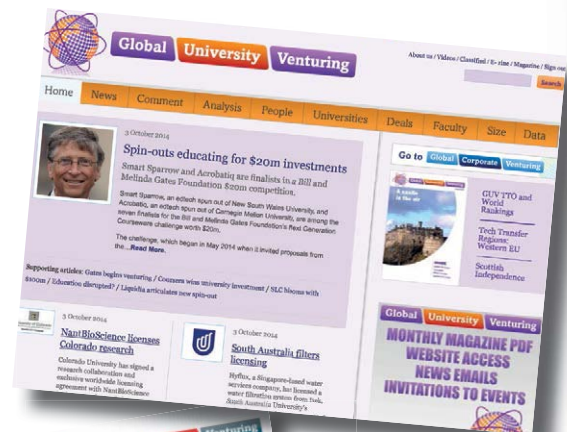 Global University Venturing
About us / Videos / Classified / E-zine / Magazine / Sign out
Search
Home News Comment Analysis People Universities Deals Faculty Size Data
3 October 2014
Spin-outs educating for $20m investments
Smart Sparrow and Acrobatiq are finalists in a Bill and
Melinda Gates Foundation $20m competition.
Smart Sparrow, an edtech spun out of New South Wales University, and
Acrobatiq, an edtech spun out of Carnegie Mellon University, are among the
seven finalists for the Bill and Melinda Gates Foundation's Next Generation
Courseware challenge worth $20m.
The challenge, which began in May 2014 when it invited proposals from
the ...Read More.
Supporting articles: Gates begins venturing / Coursera wins university investment / SLC Nooms with
$100m / Education disrupted? / Liquidia articulates new spin-out
Go to Global Corporate Venturing
GUV TTO and
World
Rankings
Tech Transfer
Regions:
Western EU
Scottish
Independence
3 October 2014
NantBioScience licenses
Colorado research
Colorado University has signed a
research collaboration and
exclusive worldwide licensing
agreement with NantBioScience
3 October 2014
South Australia filters
licensing
Hyflux, a Singapore-based water
services company, has licensed a
water filtration system from
South Australia University's
Global University Venturing
MONTHLY MAGAZINE PDF
WEBSITE ACCESS
NEWS EMAILS
INVITATIONS TO EVENTS
Venturing